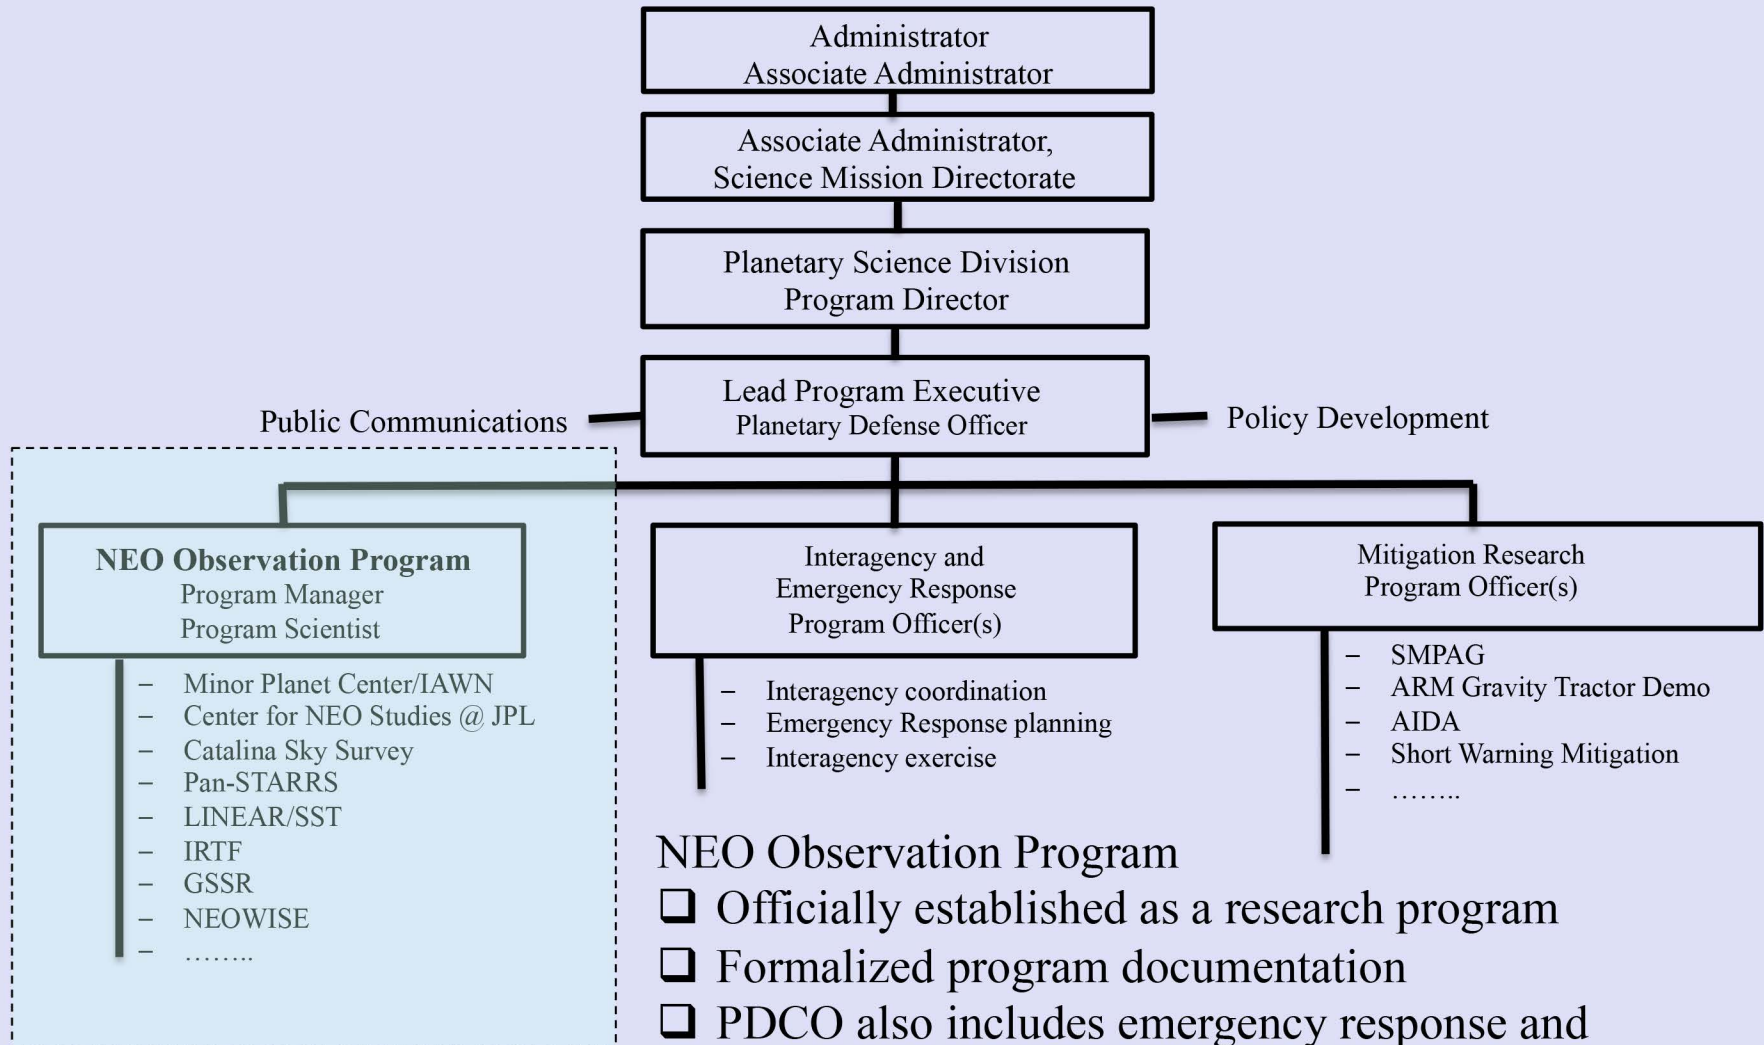 Administrator
Associate Administrator
Associate Administrator,
Science Mission Directorate
Planetary Science Division
Program Director
Lead Program Executive
Planetary Defense Officer
Public Communications
Policy Development
NEO Observation Program
Program Manager
Program Scientist
– Minor Planet Center/IAWN
– Center for NEO Studies @ JPL
– Catalina Sky Survey
– Pan-STARRS
– LINEAR/SST
– IRTF
– GSSR
– NEOWISE
– ……..
Interagency and
Emergency Response
Program Officer(s)
– Interagency coordination
– Emergency Response planning
– Interagency exercise
Mitigation Research
Program Officer(s)
– SMPAG
– ARM Gravity Tractor Demo
– AIDA
– Short Warning Mitigation
– ……..
NEO Observation Program
❑ Officially established as a research program
❑ Formalized program documentation
❑ PDCO also includes emergency response and